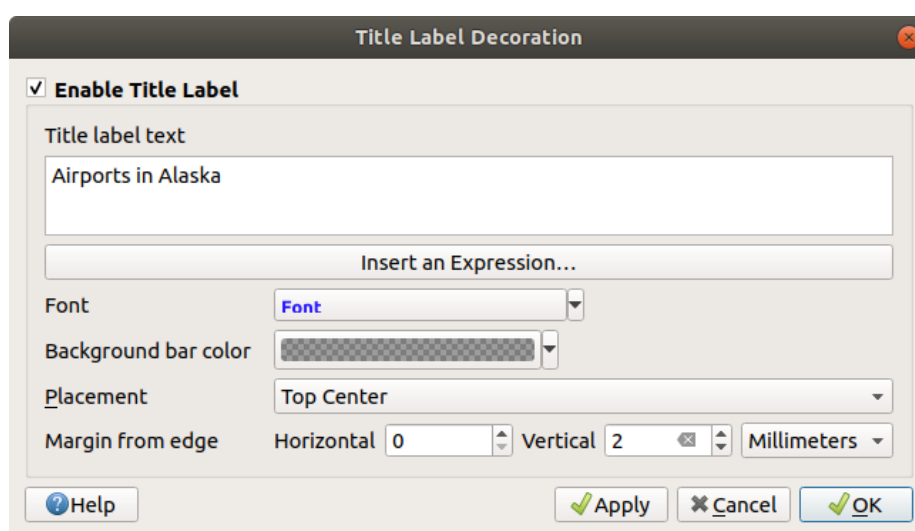 Title Label Decoration
Enable Title Label
Title label text
Airports in Alaska
Insert an Expression...
Font Font
Background bar color
Placement Top Center
Margin from edge Horizontal 0 Vertical 2 Millimeters
Help Apply Cancel OK